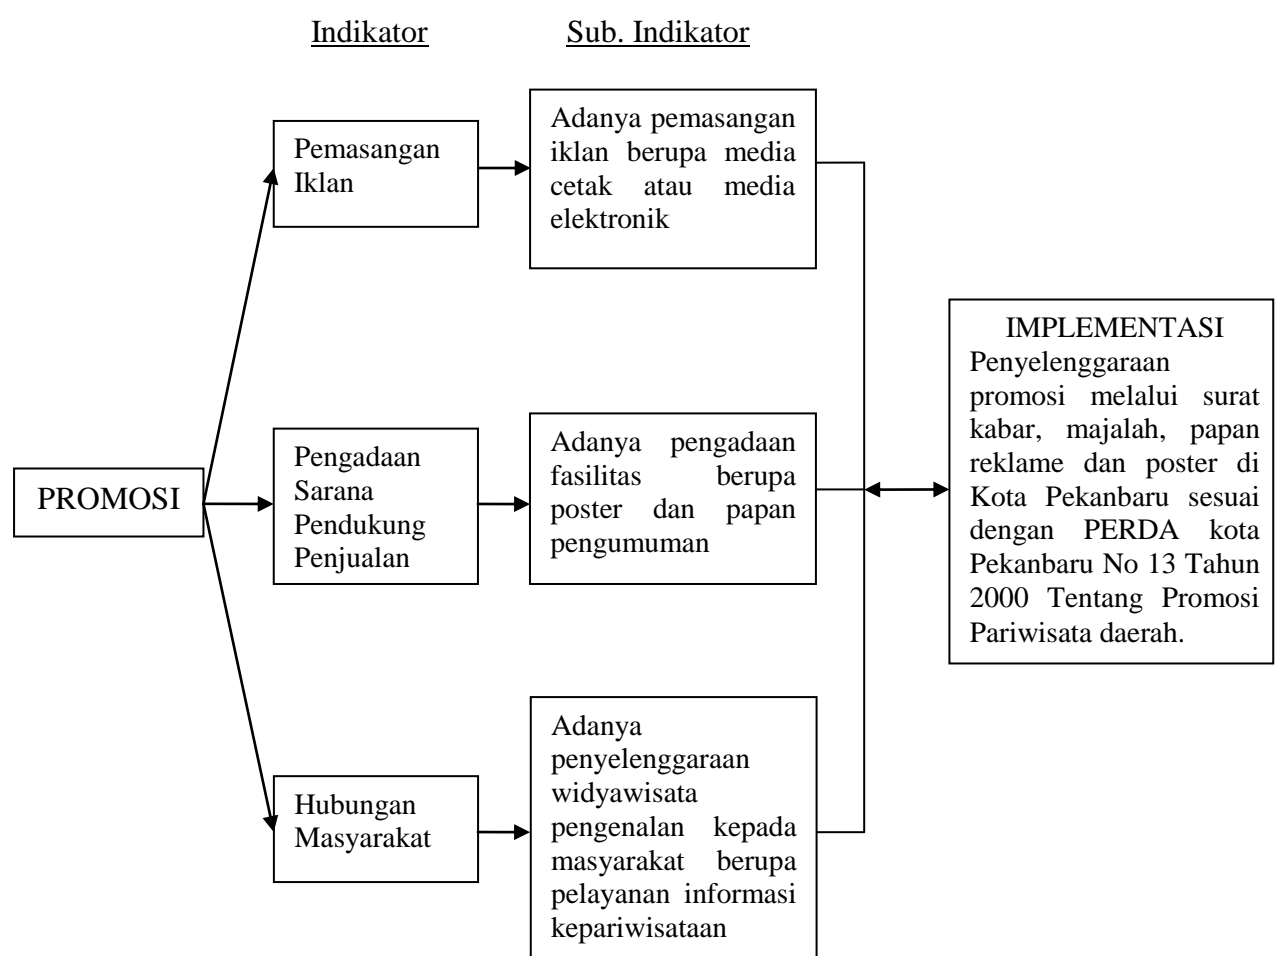 Indikator
Sub. Indikator
Pemasangan
Iklan
Adanya pemasangan
iklan berupa media
cetak atau media
elektronik
PROMOSI
Pengadaan
Sarana
Pendukung
Penjualan
Adanya pengadaan
fasilitas berupa
poster dan papan
pengumuman
Hubungan
Masyarakat
Adanya
penyelenggaraan
widyawisata
pengenalan kepada
masyarakat berupa
pelayanan informasi
kepariwisataan
IMPLEMENTASI
Penyelenggaraan
promosi melalui surat
kabar, majalah, papan
reklame dan poster di
Kota Pekanbaru sesuai
dengan PERDA kota
Pekanbaru No 13 Tahun
2000 Tentang Promosi
Pariwisata daerah.